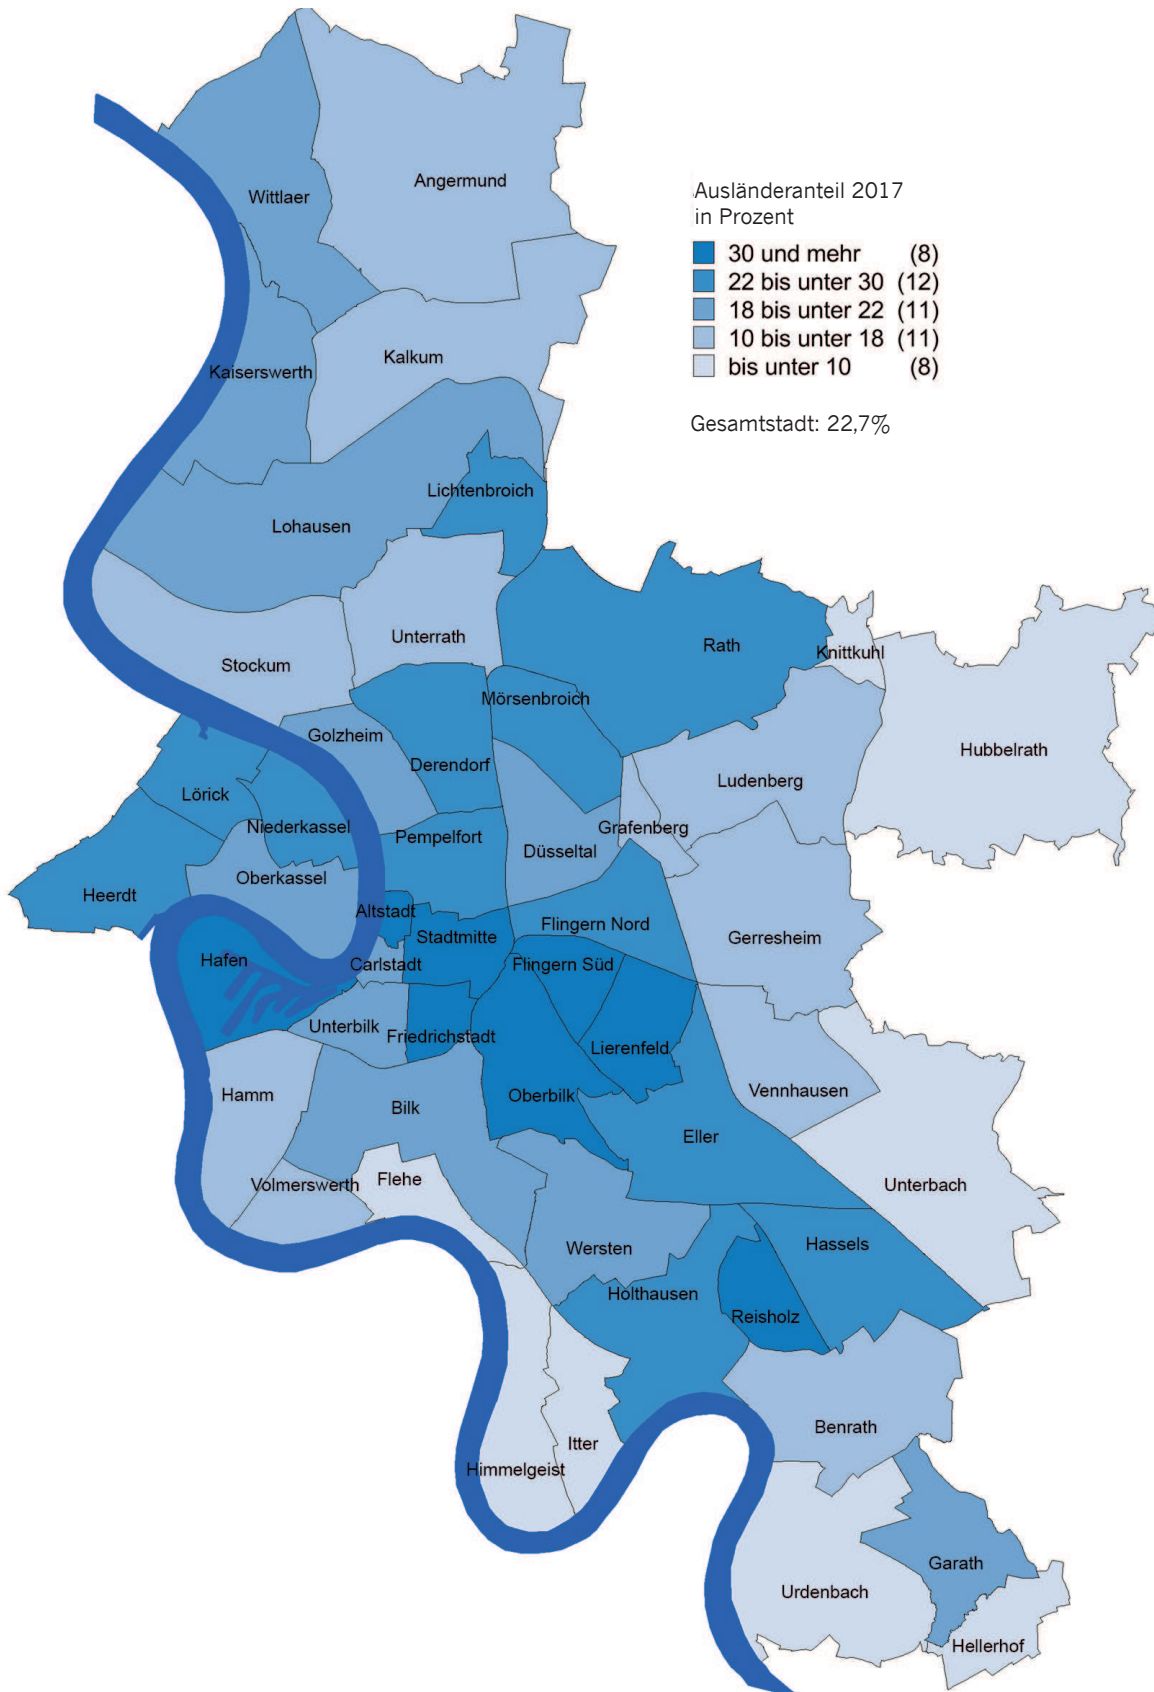 Angermund
Wittlaer
Ausländeranteil 2017
in Prozent
30 und mehr (8)
22 bis unter 30 (12)
18 bis unter 22 (11)
10 bis unter 18 (11)
bis unter 10 (8)
Gesamtstadt: 22,7%
Kalkum
Kaiserswerth
Lichtenbroich
Lohausen
Unterrath
Rath
Knittkuhl
Stockum
Mörsenbroich
Golzheim
Hubbelrath
Derendorf
Ludenberg
Lörick
Niederkassel
Grafenberg
Pempelfort
Düsseltal
Oberkassel
Heerdt
Altstadt
Flingern Nord
Stadtmitte
Gerresheim
Hafen
Carlstadt
Flingern Süd
Unterbilk
Friedrichstadt
Lierenfeld
Vennhausen
Hamm
Oberbilk
Bilk
Eller
Flehe
Volmerswerth
Unterbach
Hassels
Wersten
Holthausen
Reisholz
Benrath
Itter
Himmelgeist
Garath
Urdenbach
Hellerhof